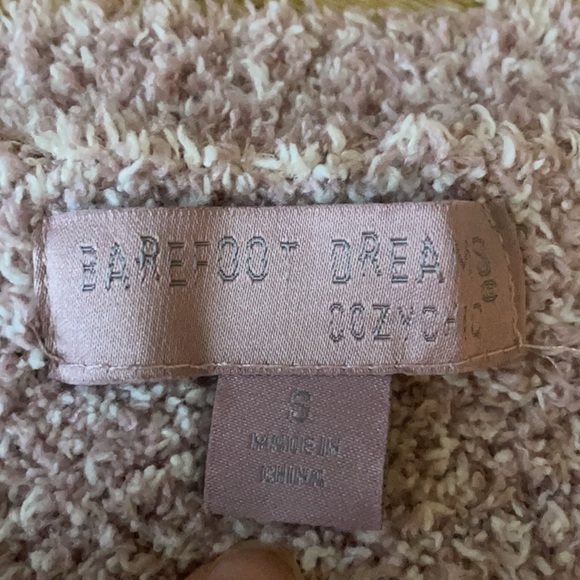 BAREFOOT DREAMS®
COZYCHIC®
S
MADE IN
CHINA